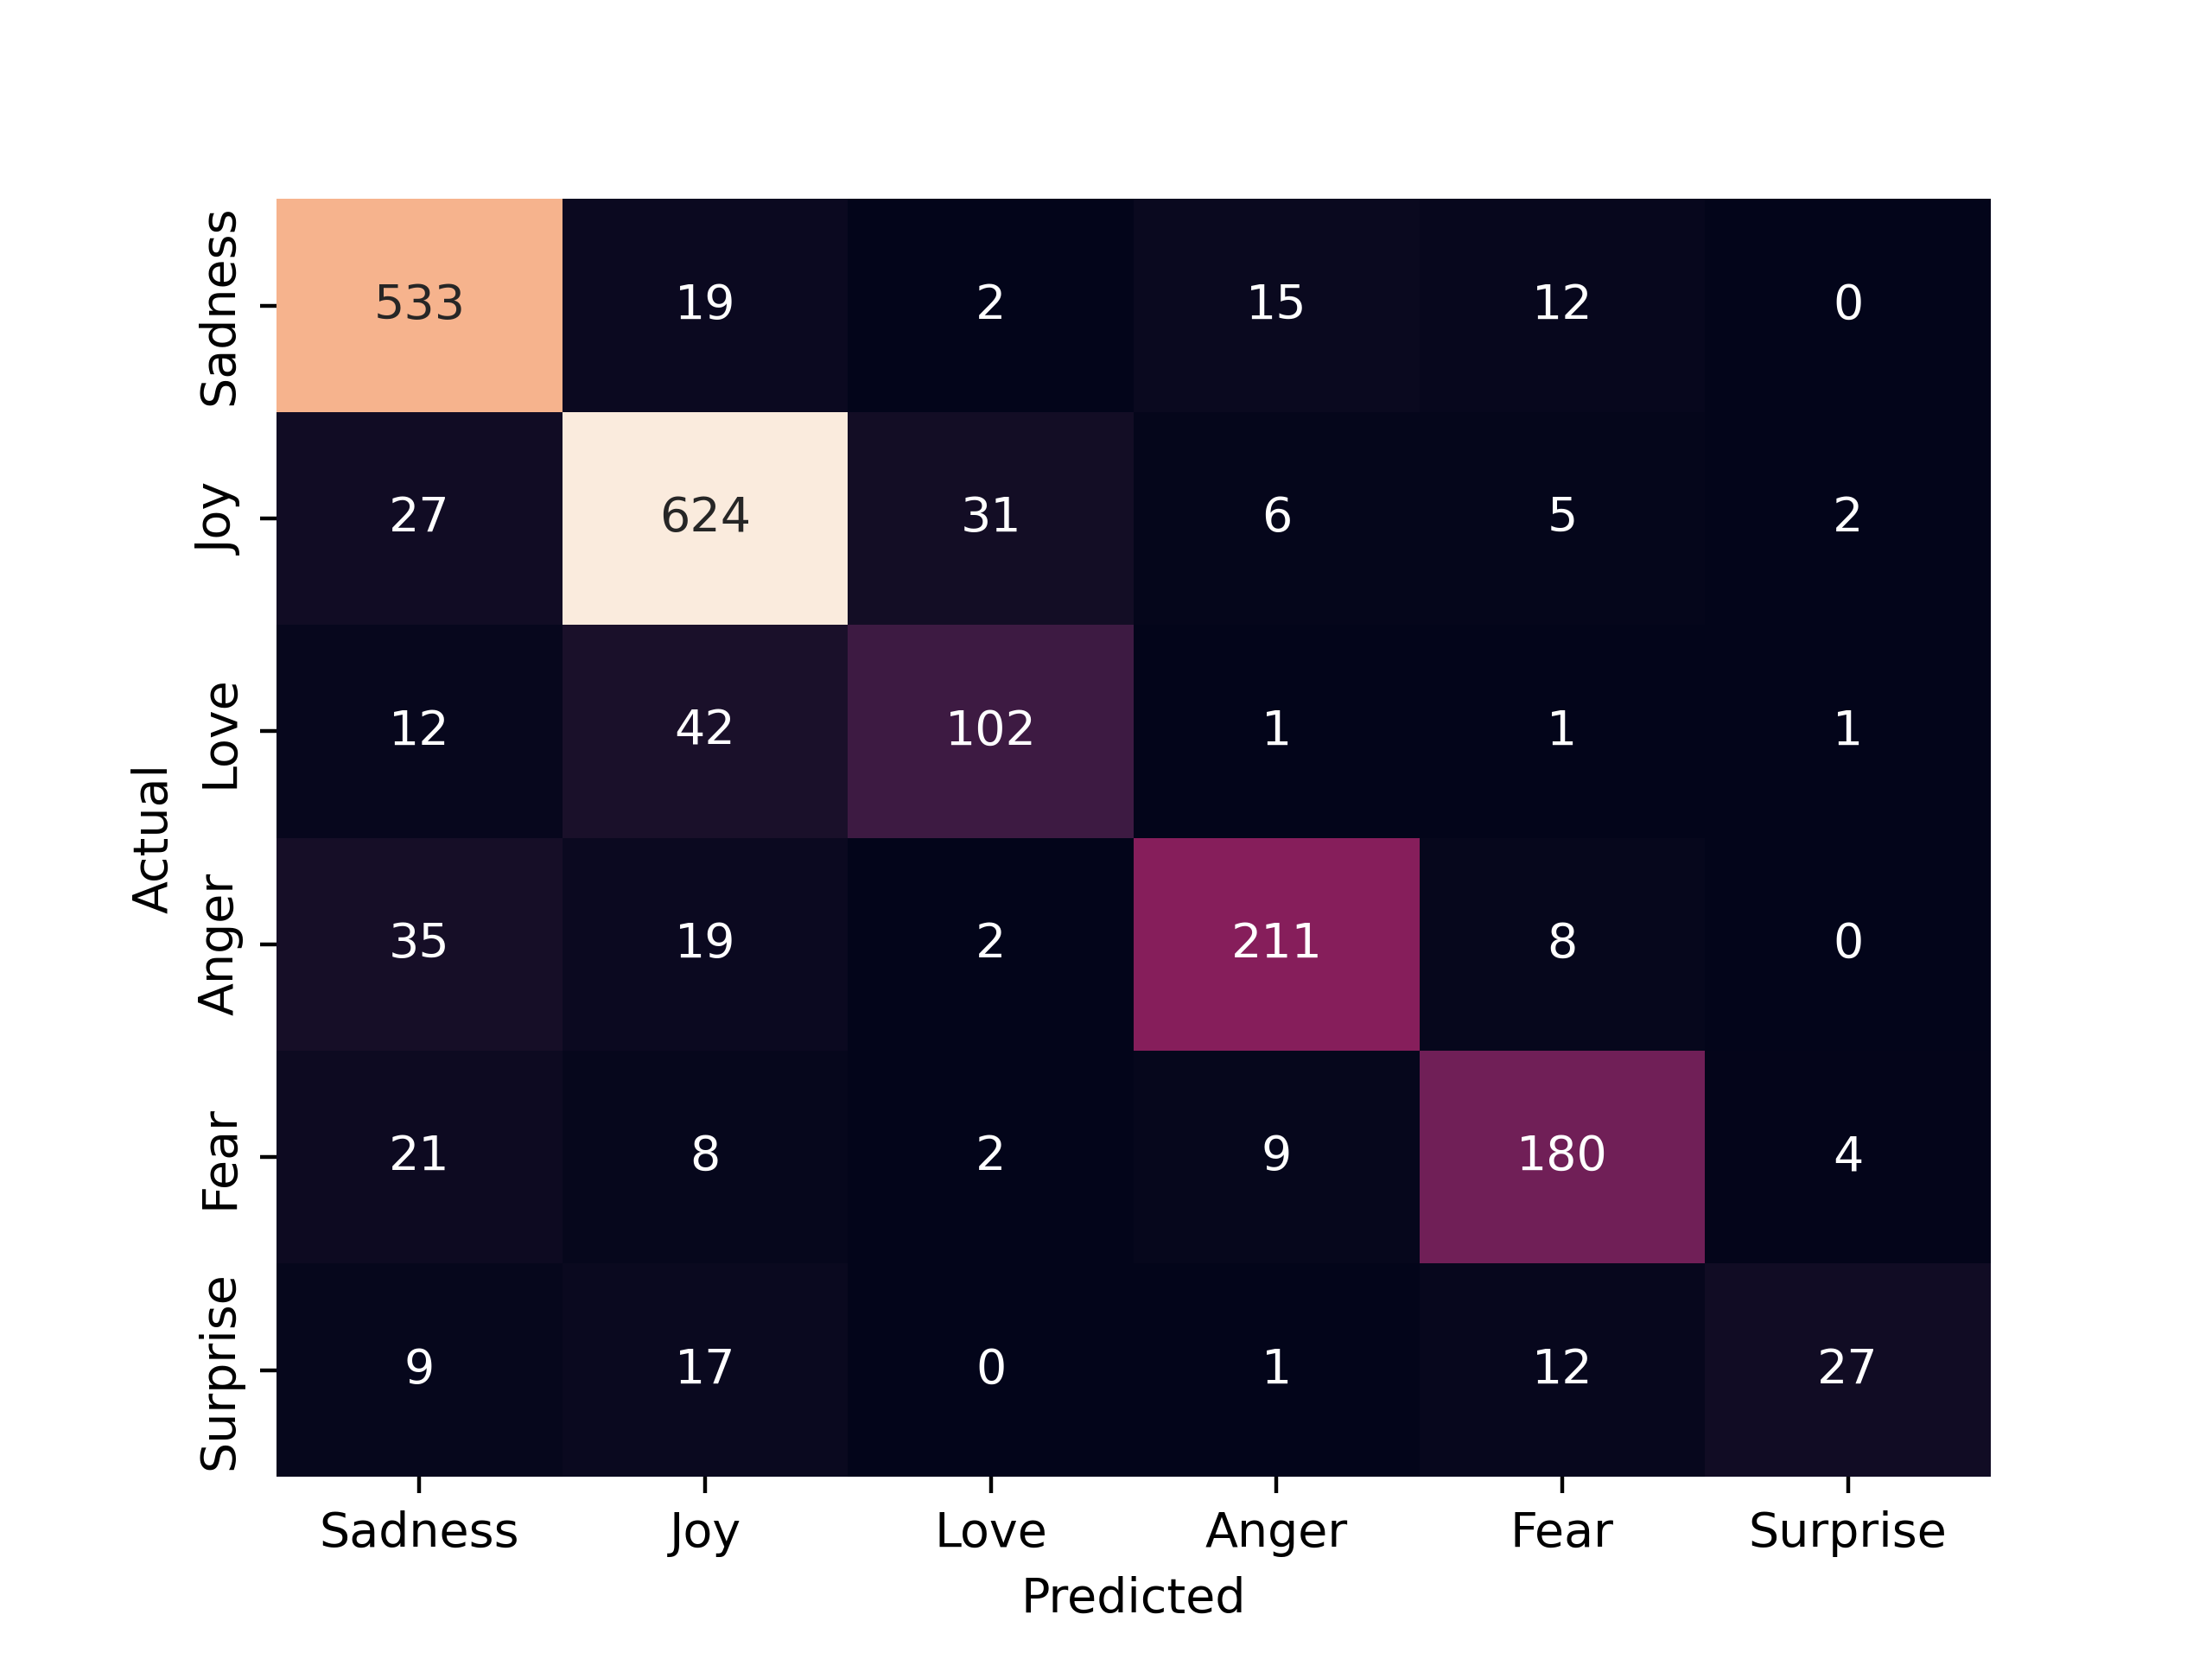 Actual
Sadness 533 19 2 15 12 0
Joy 27 624 31 6 5 2
Love 12 42 102 1 1 1
Anger 35 19 2 211 8 0
Fear 21 8 2 9 180 4
Surprise 9 17 0 1 12 27
Sadness Joy Love Anger Fear Surprise
Predicted